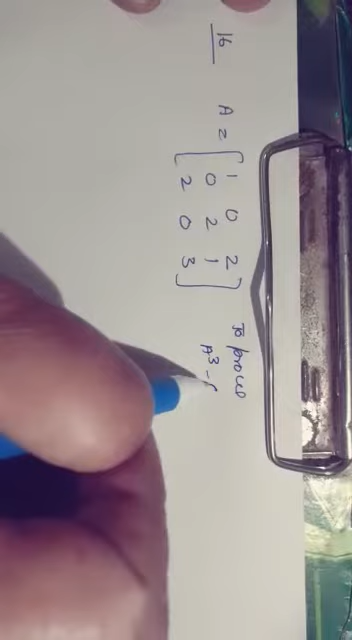 16
A = [ 1 0 2
0 2 1
2 0 3 ]
To prove
A³ -